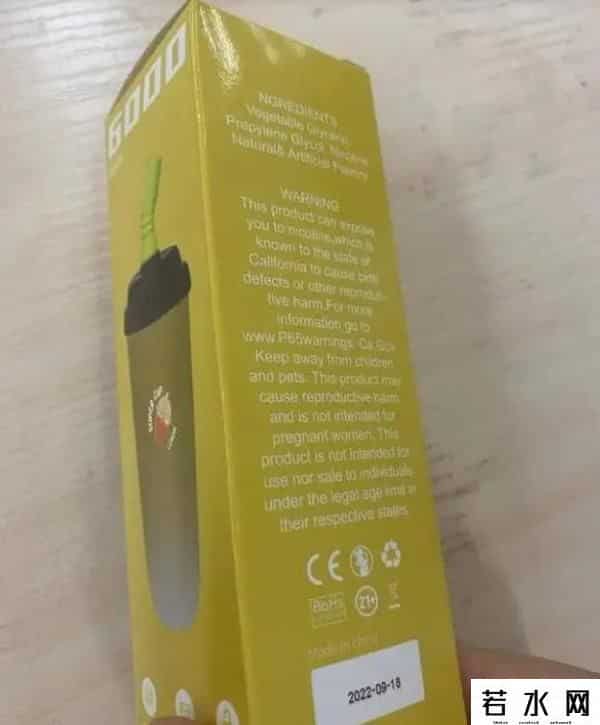 6000
NGREDIENTS
Vegetable Glycerin,
Propylene Glycol, Nicotine
Natural& Artificial Flavors
WARNING
This product can expose
you to nicotine,which is
known to the state of
California to cause birth
defects or other reproduc-
tive harm.For more
information go to
www.P65warnings. Ca.Gov
Keep away from children
and pets. This product may
cause reproductive harm
and is not intended for
pregnant women. This
product is not intended for
use nor sale to individuals
under the legal age limit in
their respective states.
CE
RoHS
21+
Made in china
2022-09-18
若水网